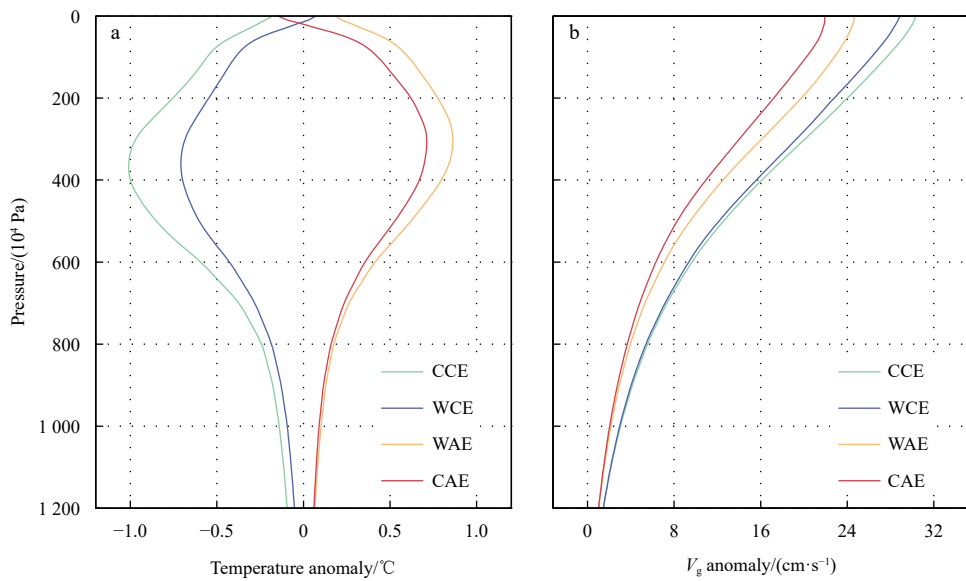 a
b
0
200
400
600
800
1 000
1 200
Pressure/(10⁴ Pa)
CCE
WCE
WAE
CAE
CCE
WCE
WAE
CAE
−1.0 −0.5 0 0.5 1.0
0 8 16 24 32
Temperature anomaly/℃
Vg anomaly/(cm·s⁻¹)